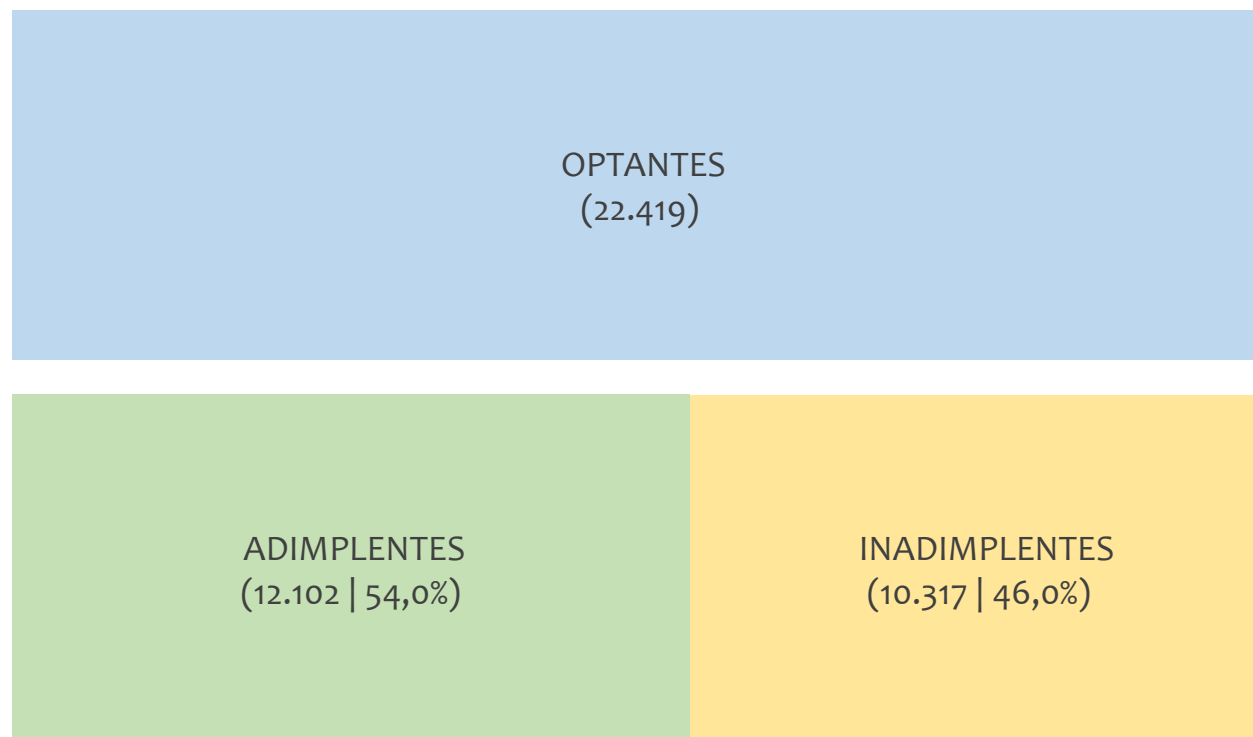 OPTANTES
(22.419)
ADIMPLENTES
(12.102 | 54,0%)
INADIMPLENTES
(10.317 | 46,0%)